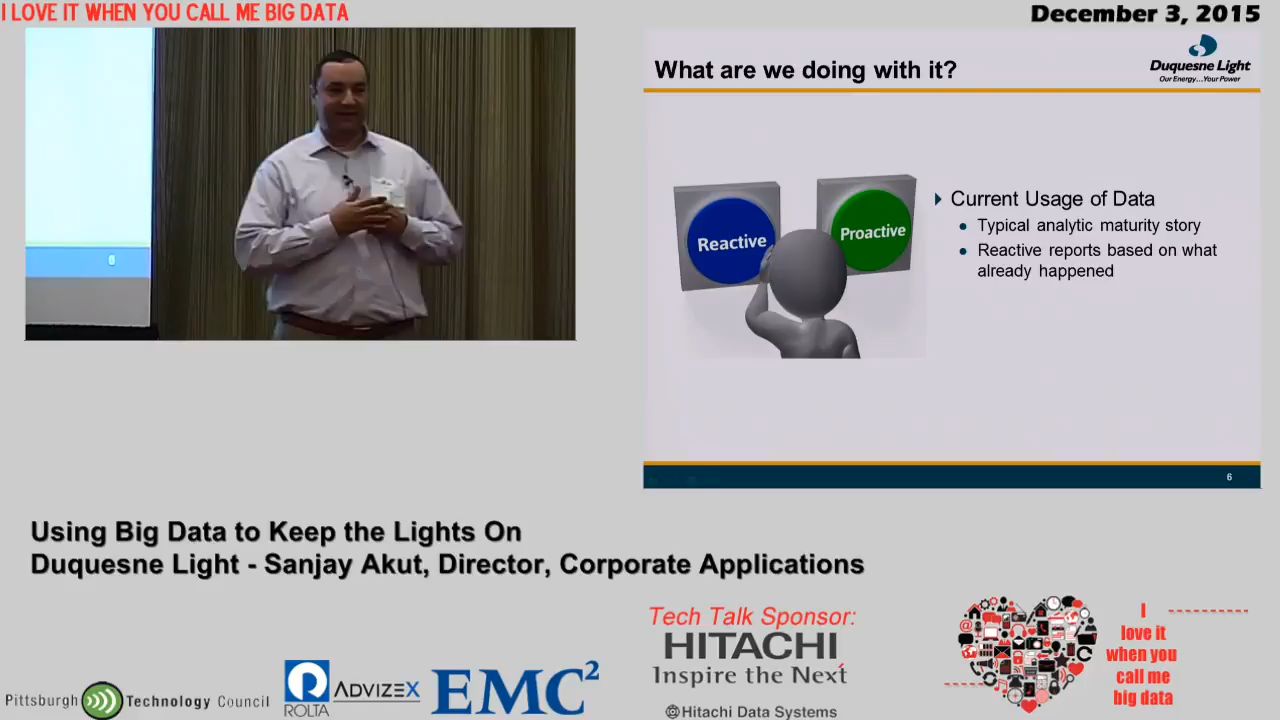 I LOVE IT WHEN YOU CALL ME BIG DATA
December 3, 2015
What are we doing with it?
Duquesne Light
Our Energy...Your Power
Reactive
Proactive
Current Usage of Data
Typical analytic maturity story
Reactive reports based on what
already happened
6
Using Big Data to Keep the Lights On
Duquesne Light - Sanjay Akut, Director, Corporate Applications
Tech Talk Sponsor:
HITACHI
Inspire the Next
Hitachi Data Systems
Pittsburgh Technology Council
ROLTA
ADVIZEX
EMC²
I
love it
when you
call me
big data